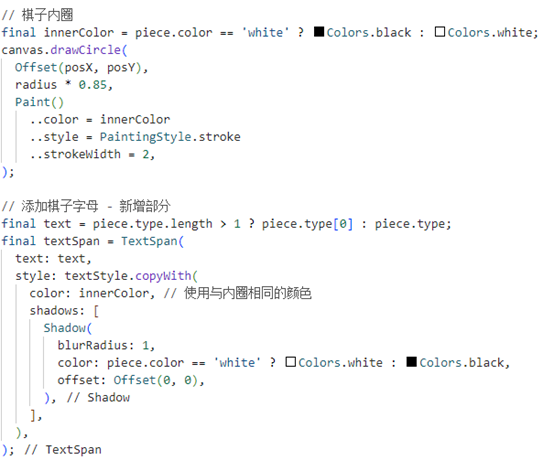 // 棋子内圈
final innerColor = piece.color == 'white' ? Colors.black : Colors.white;
canvas.drawCircle(
  Offset(posX, posY),
  radius * 0.85,
  Paint()
    ..color = innerColor
    ..style = PaintingStyle.stroke
    ..strokeWidth = 2,
);

// 添加棋子字母 - 新增部分
final text = piece.type.length > 1 ? piece.type[0] : piece.type;
final textSpan = TextSpan(
  text: text,
  style: textStyle.copyWith(
    color: innerColor, // 使用与内圈相同的颜色
    shadows: [
      Shadow(
        blurRadius: 1,
        color: piece.color == 'white' ? Colors.white : Colors.black,
        offset: Offset(0, 0),
      ), // Shadow
    ],
  ),
); // TextSpan